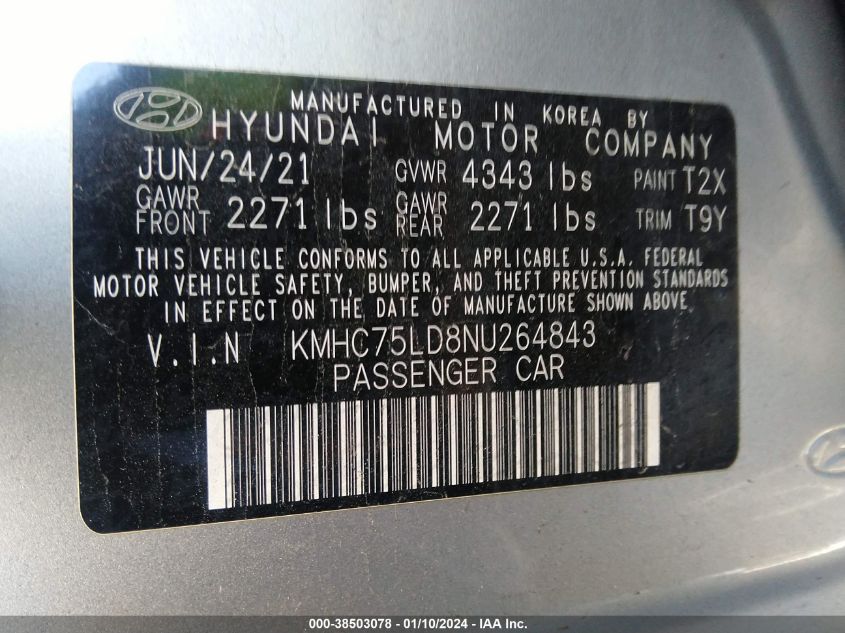 MANUFACTURED IN KOREA BY
HYUNDAI MOTOR COMPANY
JUN/24/21 GVWR 4343 lbs PAINT T2X
GAWR FRONT 2271 lbs GAWR REAR 2271 lbs TRIM T9Y
THIS VEHICLE CONFORMS TO ALL APPLICABLE U.S.A. FEDERAL
MOTOR VEHICLE SAFETY, BUMPER, AND THEFT PREVENTION STANDARDS
IN EFFECT ON THE DATE OF MANUFACTURE SHOWN ABOVE.
V.I.N KMHC75LD8NU264843
PASSENGER CAR
000-38503078 - 01/10/2024 - IAA Inc.